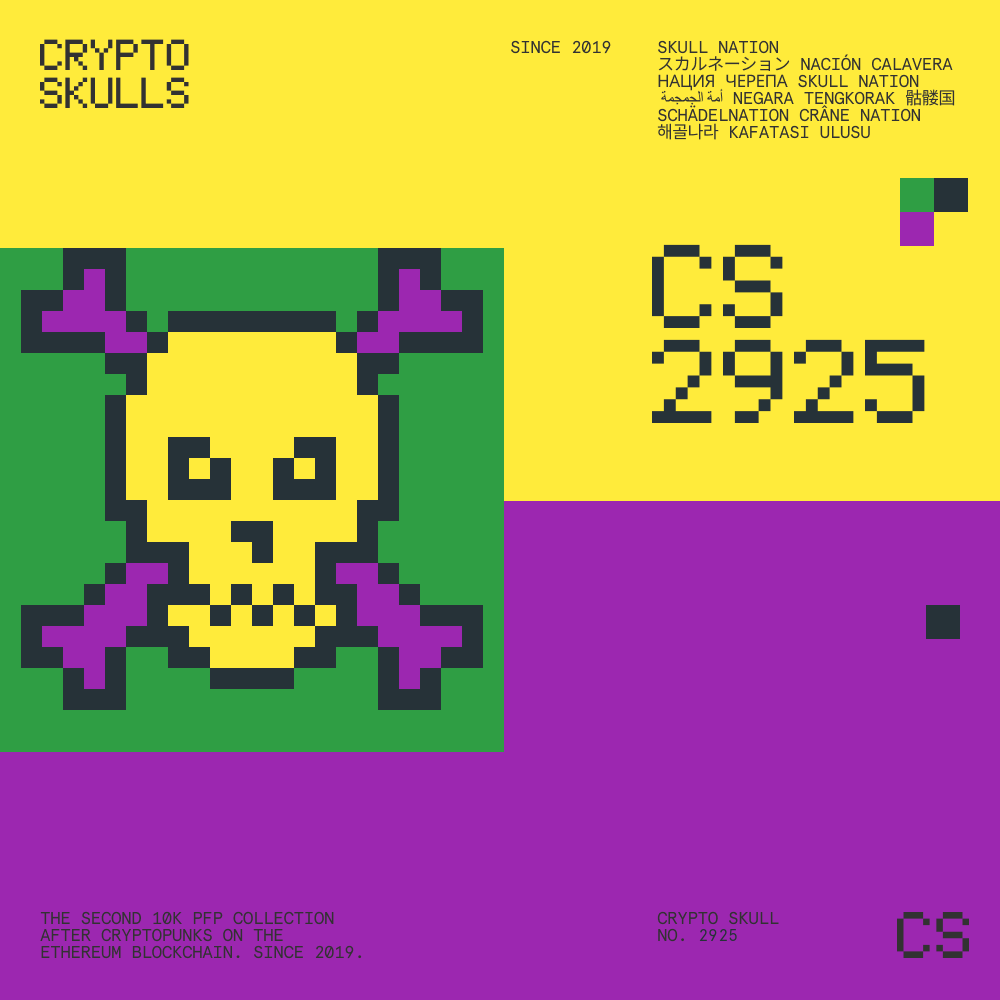 CRYPTO
SKULLS
SINCE 2019
SKULL NATION
スカルネーション NACIÓN CALAVERA
НАЦИЯ ЧЕРЕПА SKULL NATION
أمة الجمجمة NEGARA TENGKORAK 骷髅国
SCHÄDELNATION CRÂNE NATION
해골나라 KAFATASI ULUSU
CS
2925
THE SECOND 10K PFP COLLECTION
AFTER CRYPTOPUNKS ON THE
ETHEREUM BLOCKCHAIN. SINCE 2019.
CRYPTO SKULL
NO. 2925
CS